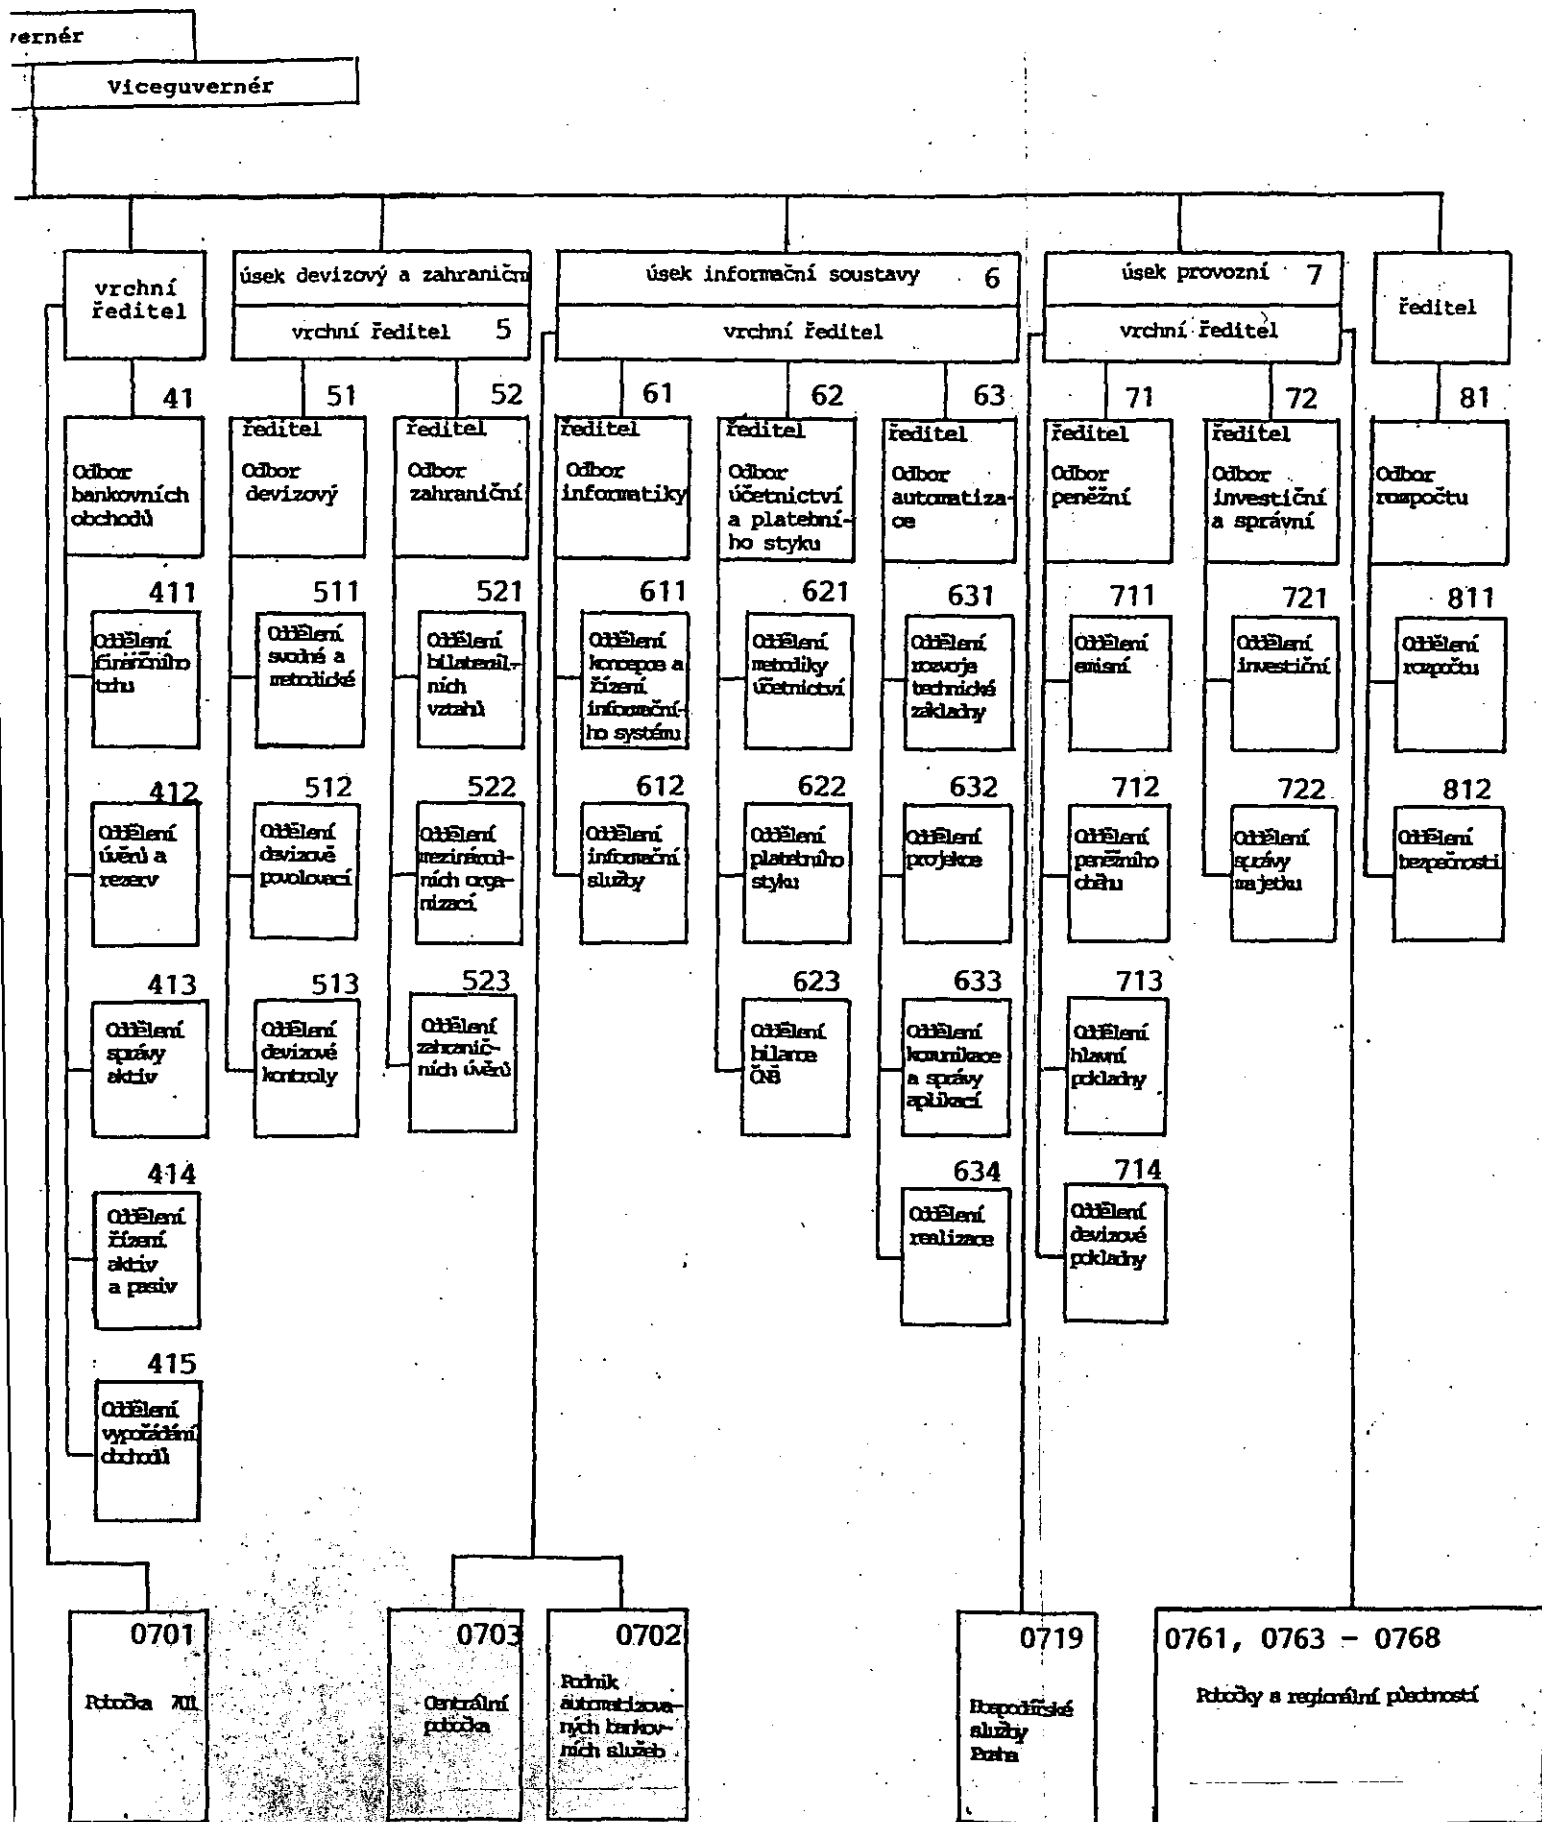 vernér
Viceguvernér
vrchní
ředitel
úsek devizový a zahraniční
vrchní ředitel 5
úsek informační soustavy 6
vrchní ředitel
úsek provozní 7
vrchní ředitel
ředitel
41
Odbor
bankovních
obchodů
51
ředitel
Odbor
devizový
52
ředitel
Odbor
zahraniční
61
ředitel
Odbor
informatiky
62
ředitel
Odbor
účetnictví
a platební-
ho styku
63
ředitel
Odbor
automatiza-
ce
71
ředitel
Odbor
peněžní
72
ředitel
Odbor
investiční
a správní
81
Odbor
rozpočtu
411
Oddělení
finančního
trhu
511
Oddělení
svodné a
metodické
521
Oddělení
bilaterál-
ních
vztahů
611
Oddělení
koncepce a
řízení
informační-
ho systému
621
Oddělení
metodiky
účetnictví
631
Oddělení
rozvoje
technické
základny
711
Oddělení
emisní
721
Oddělení
investiční
811
Oddělení
rozpočtu
412
Oddělení
úvěrů a
rezerv
512
Oddělení
devizově
povolovací
522
Oddělení
mezinárod-
ních orga-
nizací
612
Oddělení
informační
služby
622
Oddělení
platebního
styku
632
Oddělení
projekce
712
Oddělení
peněžního
oběhu
722
Oddělení
správy
majetku
812
Oddělení
bezpečnosti
413
Oddělení
správy
aktiv
513
Oddělení
devizové
kontroly
523
Oddělení
zahranič-
ních úvěrů
623
Oddělení
bilance
ČNB
633
Oddělení
komunikace
a správy
aplikací
713
Oddělení
hlavní
pokladny
414
Oddělení
řízení
aktiv
a pasiv
634
Oddělení
realizace
714
Oddělení
devizové
pokladny
415
Oddělení
vypořádání
obchodů
0701
Pobočka 701
0703
Centrální
pobočka
0702
Podnik
automatizova-
ných bankov-
ních služeb
0719
Hospodářské
služby
Praha
0761, 0763 – 0768
Pobočky s regionální působností